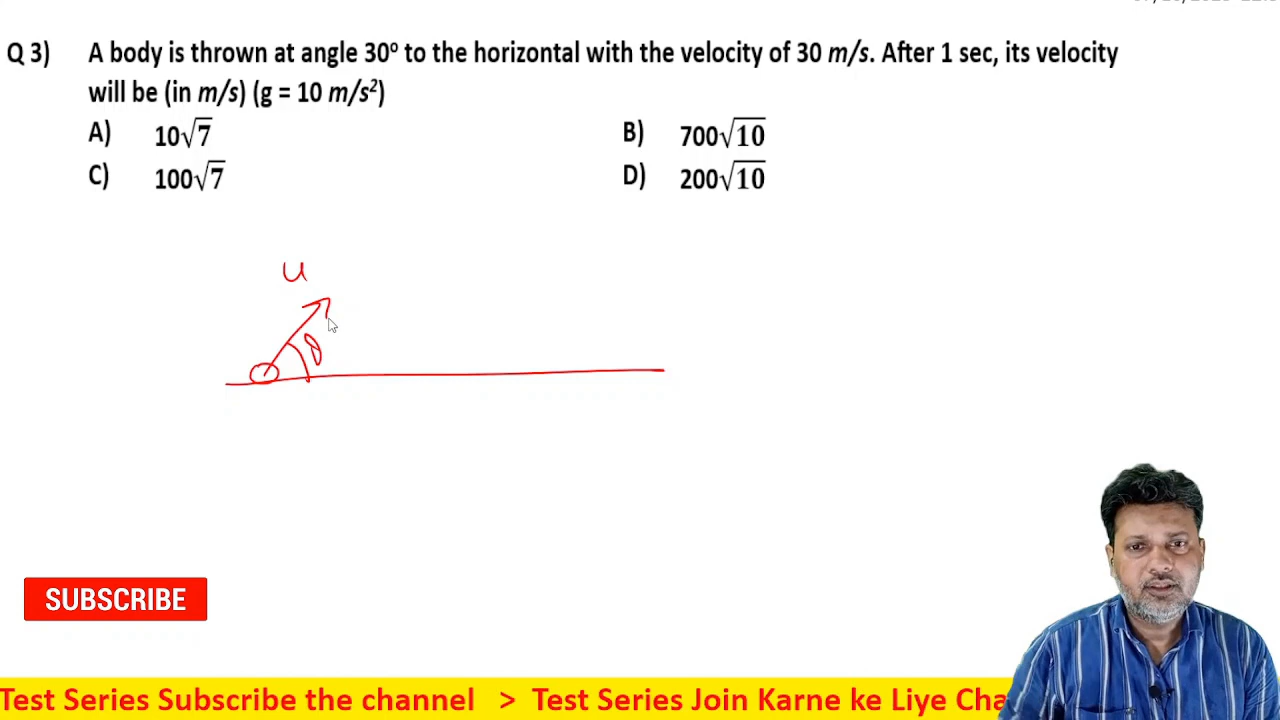 Q 3) A body is thrown at angle 30º to the horizontal with the velocity of 30 m/s. After 1 sec, its velocity
will be (in m/s) (g = 10 m/s²)
A) 10√7 B) 700√10
C) 100√7 D) 200√10
u
θ
SUBSCRIBE
Test Series Subscribe the channel > Test Series Join Karne ke Liye Cha